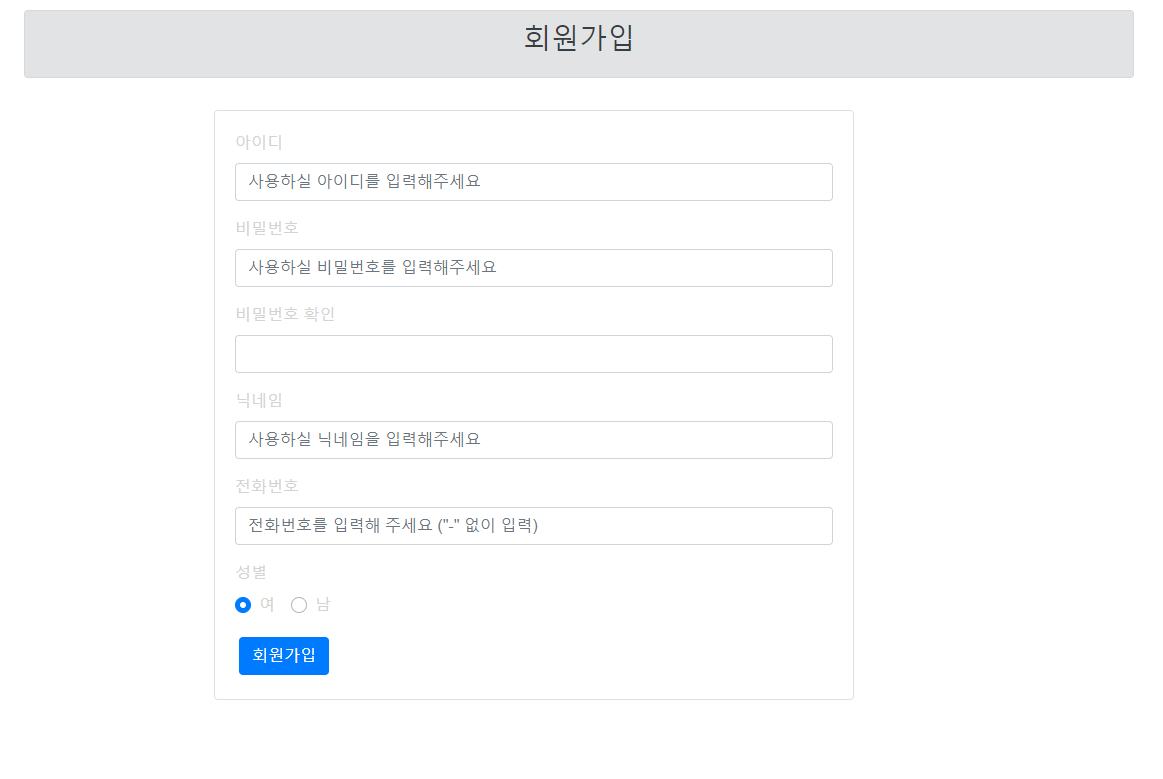 회원가입
아이디
사용하실 아이디를 입력해주세요
비밀번호
사용하실 비밀번호를 입력해주세요
비밀번호 확인
닉네임
사용하실 닉네임을 입력해주세요
전화번호
전화번호를 입력해 주세요 ("-" 없이 입력)
성별
여 남
회원가입